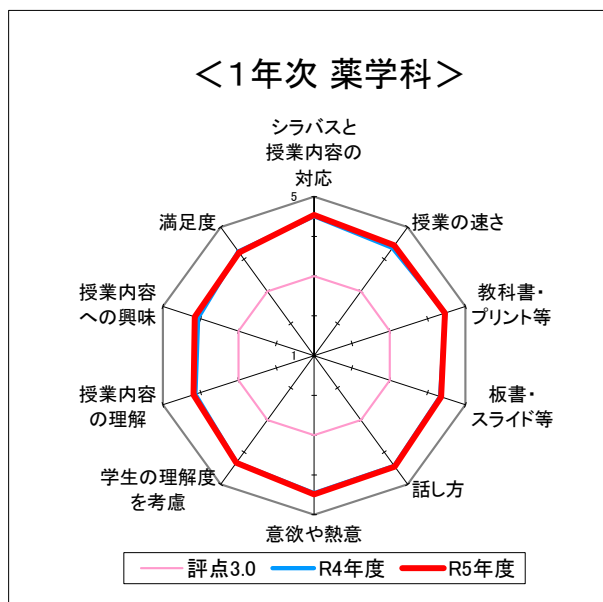 ＜1年次 薬学科＞
シラバスと
授業内容の
対応
5
授業の速さ
教科書・
プリント等
板書・
スライド等
話し方
意欲や熱意
学生の理解度
を考慮
授業内容
の理解
授業内容
への興味
満足度
1
評点3.0
R4年度
R5年度